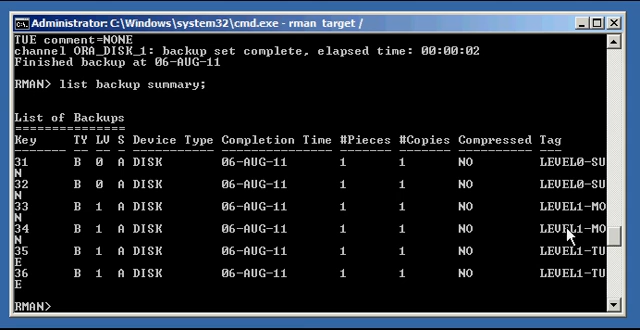 Administrator: C:\Windows\system32\cmd.exe - rman target /
TUE comment=NONE
channel ORA_DISK_1: backup set complete, elapsed time: 00:00:02
Finished backup at 06-AUG-11
RMAN> list backup summary;
List of Backups
===============
Key     TY LV S Device Type Completion Time #Pieces #Copies Compressed Tag
------- -- -- - ----------- --------------- ------- ------- ---------- ---
31      B  0  A DISK        06-AUG-11       1       1       NO         LEVEL0-SU
N
32      B  0  A DISK        06-AUG-11       1       1       NO         LEVEL0-SU
N
33      B  1  A DISK        06-AUG-11       1       1       NO         LEVEL1-MO
N
34      B  1  A DISK        06-AUG-11       1       1       NO         LEVEL1-MO
N
35      B  1  A DISK        06-AUG-11       1       1       NO         LEVEL1-TU
E
36      B  1  A DISK        06-AUG-11       1       1       NO         LEVEL1-TU
E
RMAN>